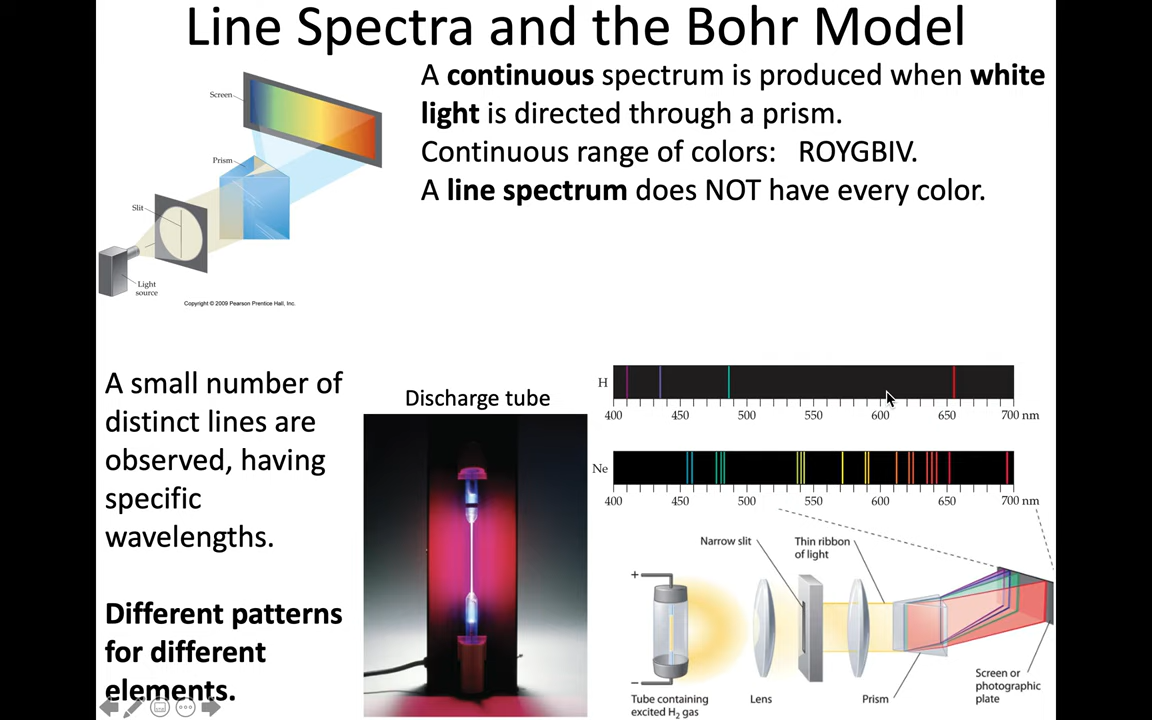 Line Spectra and the Bohr Model
A continuous spectrum is produced when white
light is directed through a prism.
Continuous range of colors: ROYGBIV.
A line spectrum does NOT have every color.
Screen
Prism
Slit
Light
source
Copyright © 2009 Pearson Prentice Hall, Inc.
A small number of
distinct lines are
observed, having
specific
wavelengths.
Different patterns
for different
elements.
Discharge tube
H
400 450 500 550 600 650 700 nm
Ne
400 450 500 550 600 650 700 nm
Narrow slit
Thin ribbon
of light
+
−
Tube containing
excited H₂ gas
Lens
Prism
Screen or
photographic
plate